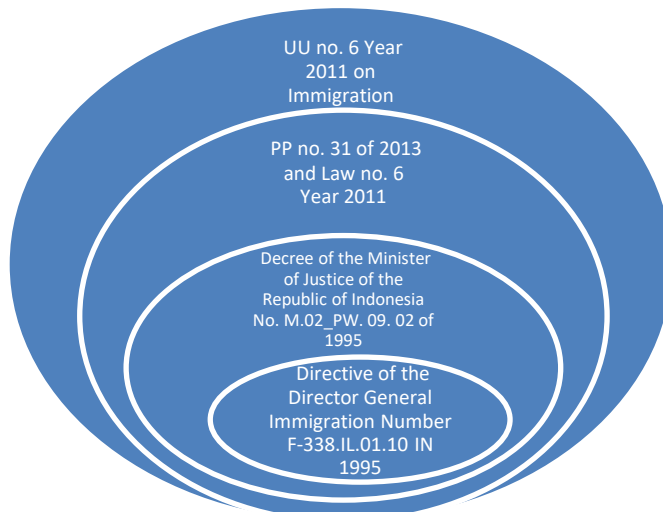 UU no. 6 Year
2011 on
Immigration
PP no. 31 of 2013
and Law no. 6
Year 2011
Decree of the Minister
of Justice of the
Republic of Indonesia
No. M.02_PW. 09. 02 of
1995
Directive of the
Director General
Immigration Number
F-338.IL.01.10 IN
1995